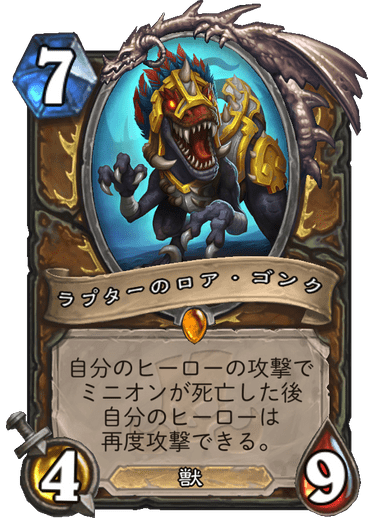 7
ラプターのロア・ゴンク
自分のヒーローの攻撃で
ミニオンが死亡した後
自分のヒーローは
再度攻撃できる。
4
獣
9